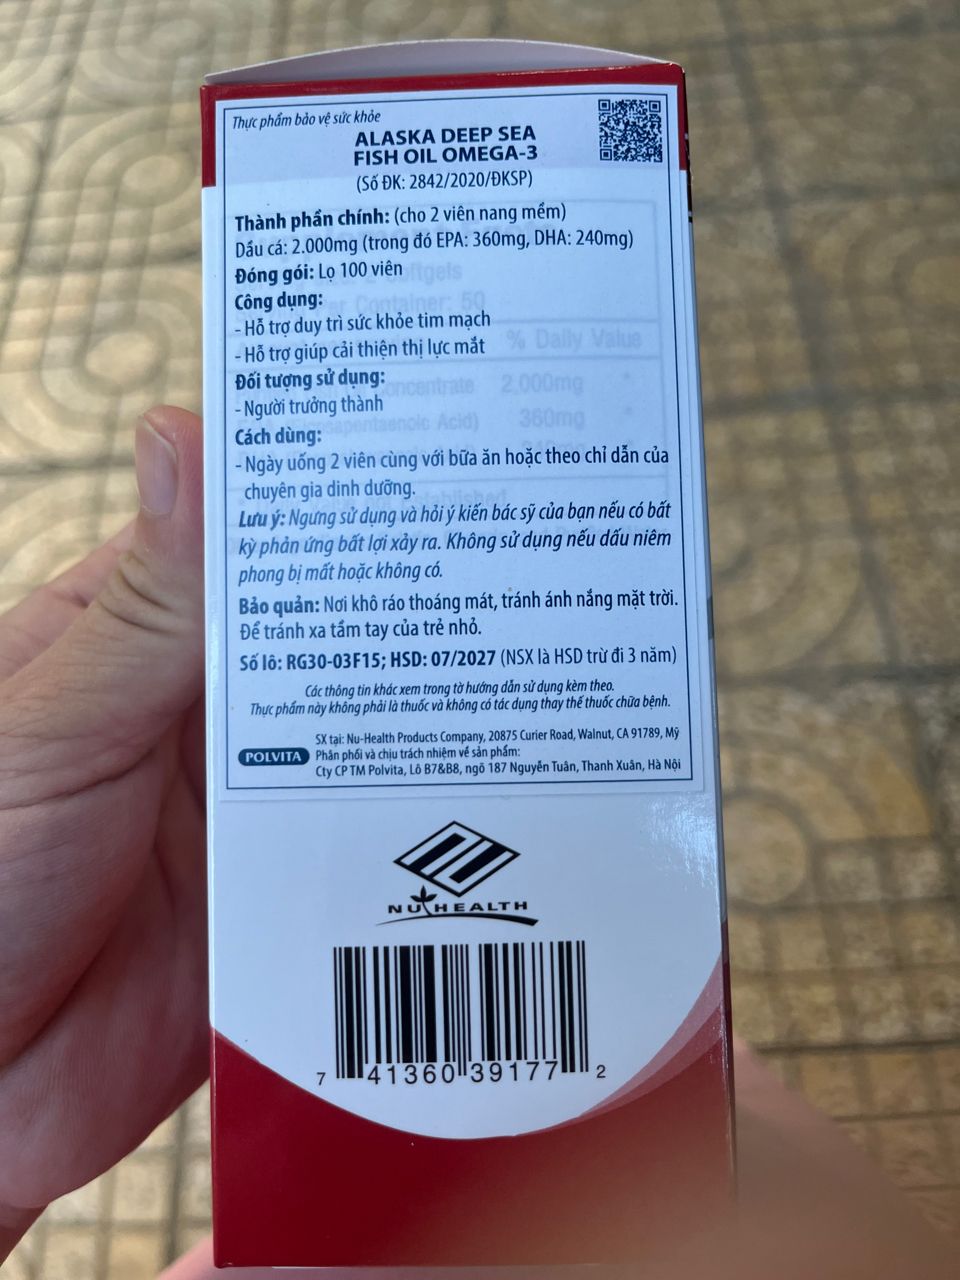 Thực phẩm bảo vệ sức khỏe
ALASKA DEEP SEA
FISH OIL OMEGA-3
(Số ĐK: 2842/2020/ĐKSP)
Thành phần chính: (cho 2 viên nang mềm)
Dầu cá: 2.000mg (trong đó EPA: 360mg, DHA: 240mg)
Đóng gói: Lọ 100 viên
Công dụng:
- Hỗ trợ duy trì sức khỏe tim mạch
- Hỗ trợ giúp cải thiện thị lực mắt
Đối tượng sử dụng:
- Người trưởng thành
Cách dùng:
- Ngày uống 2 viên cùng với bữa ăn hoặc theo chỉ dẫn của
chuyên gia dinh dưỡng.
Lưu ý: Ngưng sử dụng và hỏi ý kiến bác sỹ của bạn nếu có bất
kỳ phản ứng bất lợi xảy ra. Không sử dụng nếu dấu niêm
phong bị mất hoặc không có.
Bảo quản: Nơi khô ráo thoáng mát, tránh ánh nắng mặt trời.
Để tránh xa tầm tay của trẻ nhỏ.
Số lô: RG30-03F15; HSD: 07/2027 (NSX là HSD trừ đi 3 năm)
Các thông tin khác xem trong tờ hướng dẫn sử dụng kèm theo.
Thực phẩm này không phải là thuốc và không có tác dụng thay thế thuốc chữa bệnh.
SX tại: Nu-Health Products Company, 20875 Curier Road, Walnut, CA 91789, Mỹ
POLVITA Phân phối và chịu trách nhiệm về sản phẩm:
Cty CP TM Polvita, Lô B7&B8, ngõ 187 Nguyễn Tuân, Thanh Xuân, Hà Nội
NU HEALTH
7 41360 39177 2